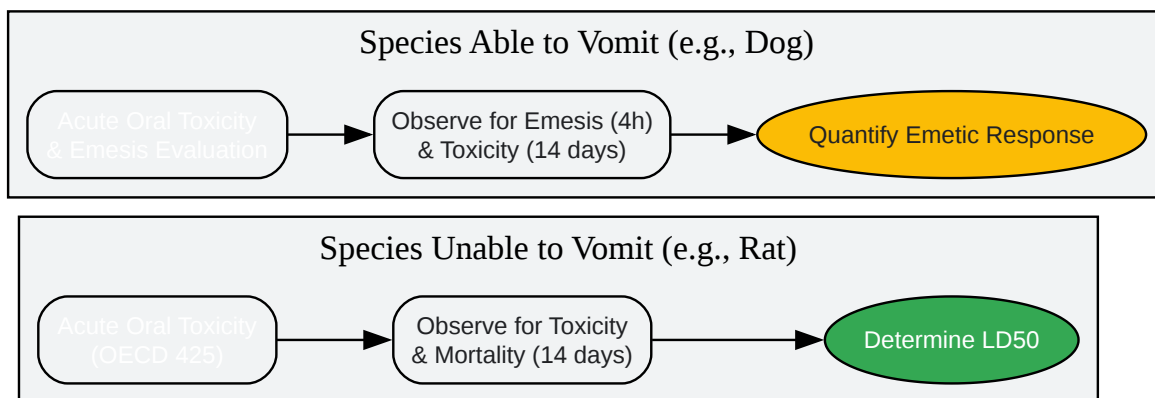 Species Able to Vomit (e.g., Dog)
Acute Oral Toxicity
& Emesis Evaluation
Observe for Emesis (4h)
& Toxicity (14 days)
Quantify Emetic Response
Species Unable to Vomit (e.g., Rat)
Acute Oral Toxicity
(OECD 425)
Observe for Toxicity
& Mortality (14 days)
Determine LD50